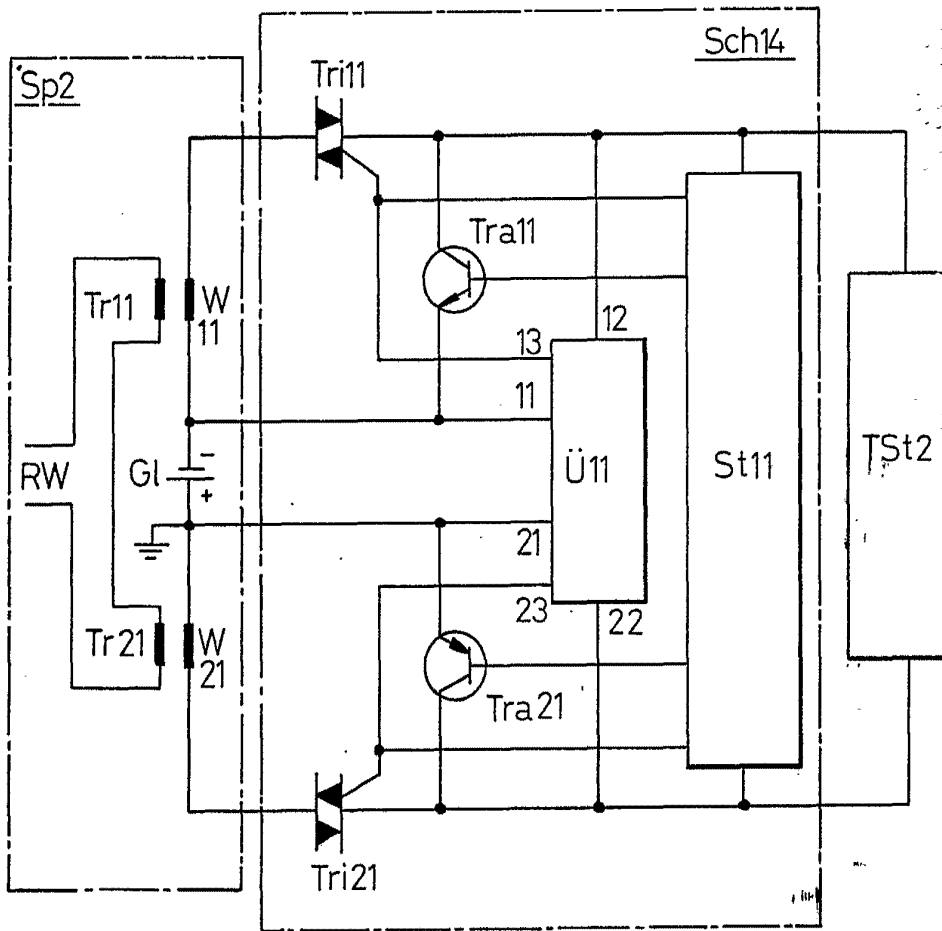 Sp2
Sch14
Tri11
Tra11
Tr11
W
11
12
13
11
RW
Gl
-
+
Ü11
St11
TSt2
21
23
22
Tr21
W
21
Tra21
Tri21